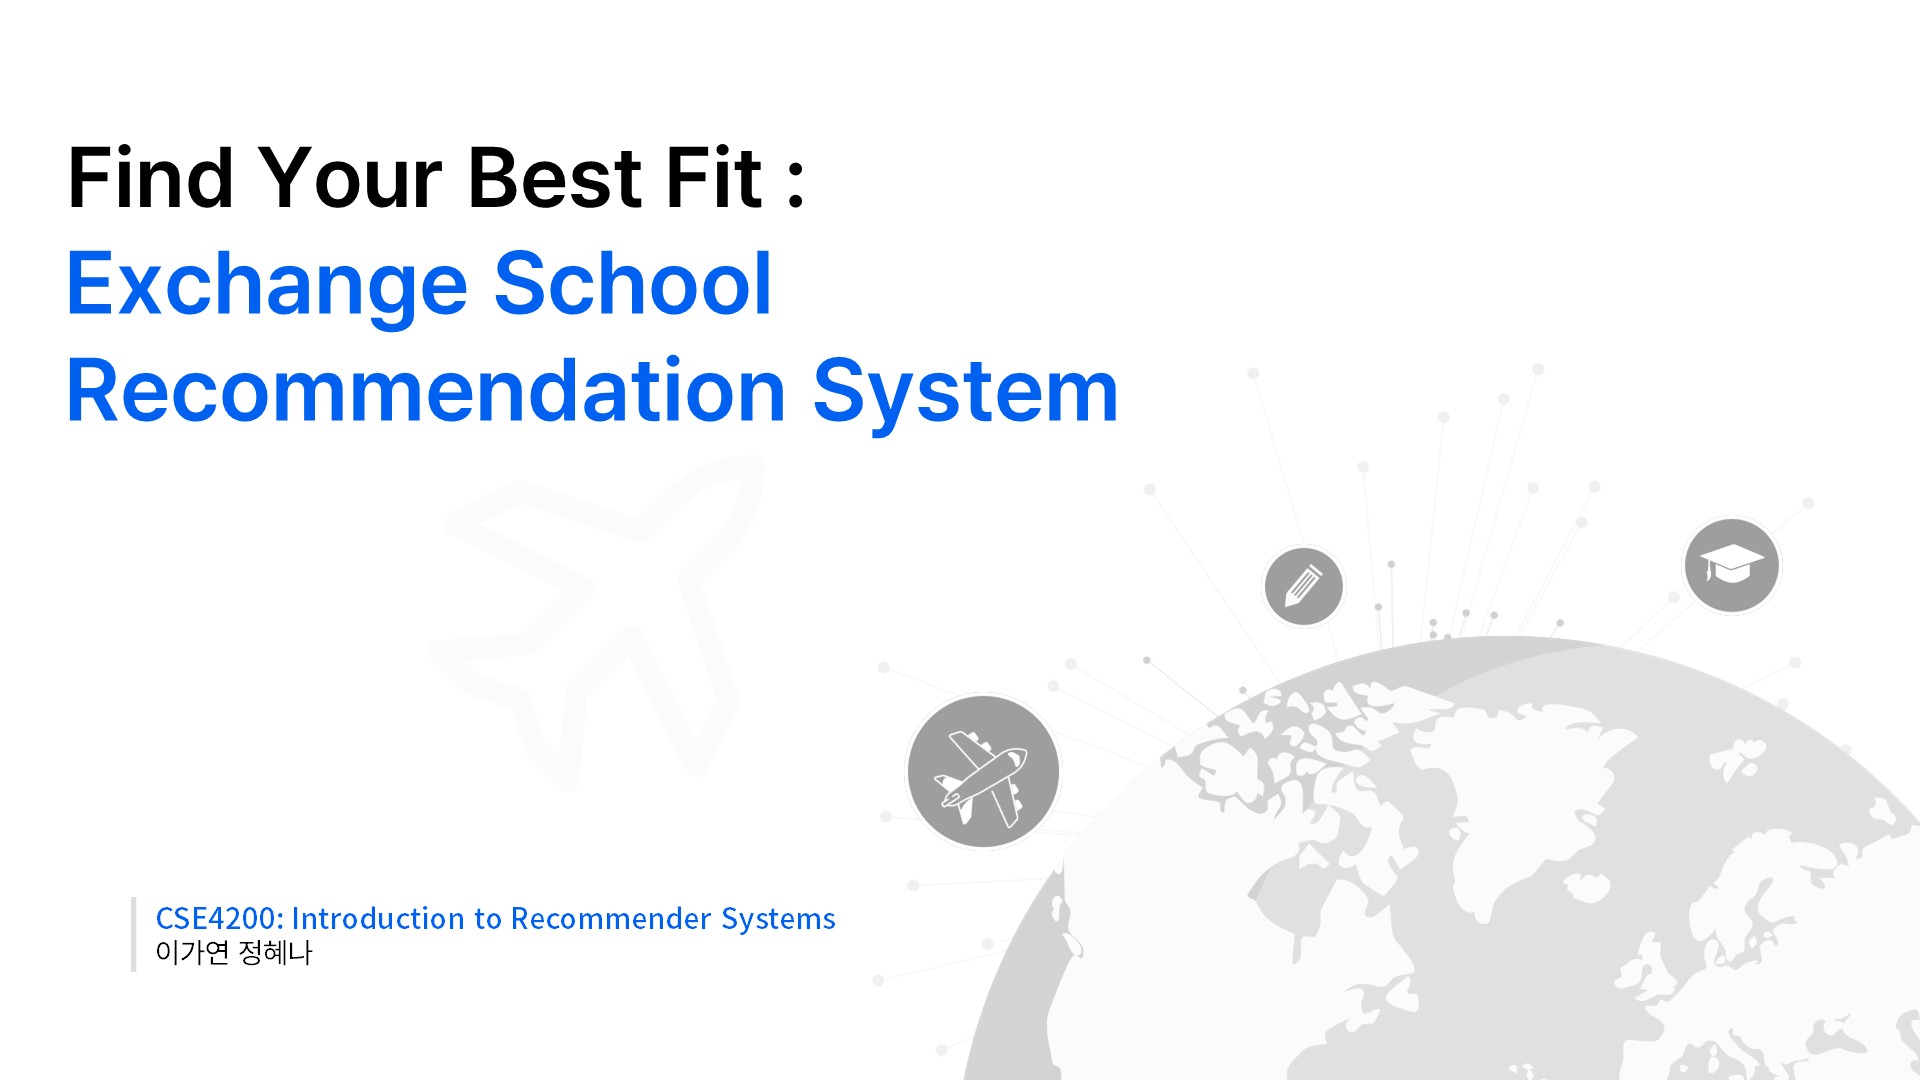 Find Your Best Fit :
Exchange School
Recommendation System
CSE4200: Introduction to Recommender Systems
이가연 정혜나